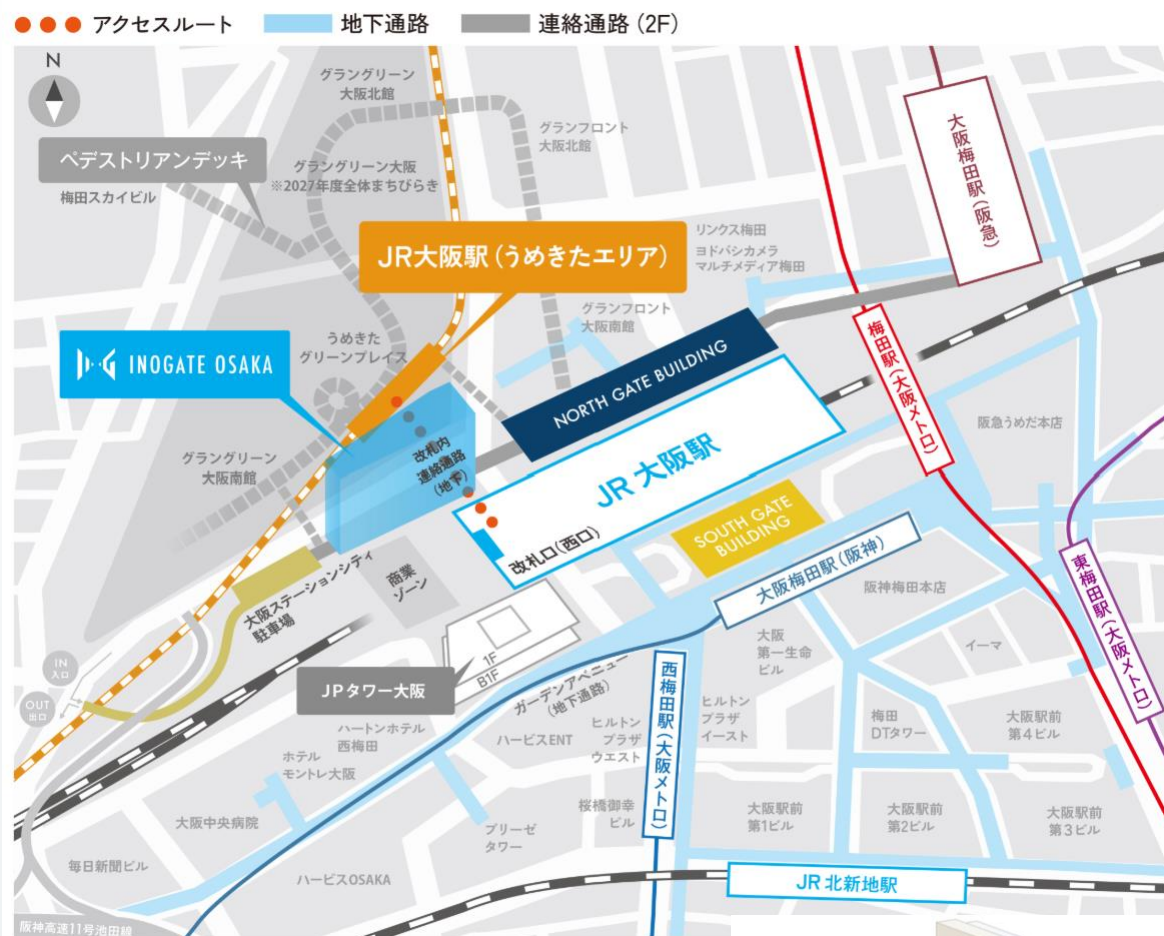 アクセスルート
地下通路
連絡通路(2F)
N
グラングリーン
大阪北館
ペデストリアンデッキ
梅田スカイビル
グラングリーン大阪
※2027年度全体まちびらき
グランフロント
大阪北館
大阪梅田駅(阪急)
JR大阪駅(うめきたエリア)
リンクス梅田
ヨドバシカメラ
マルチメディア梅田
グランフロント
大阪南館
梅田駅(大阪メトロ)
INOGATE OSAKA
うめきた
グリーンプレイス
NORTH GATE BUILDING
阪急うめだ本店
グラングリーン
大阪南館
改札内
連絡通路
(地下)
JR 大阪駅
改札口(西口)
SOUTH GATE
BUILDING
大阪梅田駅(阪神)
阪神梅田本店
東梅田駅(大阪メトロ)
大阪ステーションシティ
駐車場
商業
ゾーン
IN
入口
OUT
出口
1F
B1F
JPタワー大阪
ガーデンアベニュー
(地下通路)
西梅田駅(大阪メトロ)
大阪
第一生命
ビル
イーマ
ハートンホテル
西梅田
ホテル
モントレ大阪
ハービスENT
ヒルトン
プラザ
ウエスト
ヒルトン
プラザ
イースト
梅田
DTタワー
大阪駅前
第4ビル
大阪中央病院
ブリーゼ
タワー
桜橋御幸
ビル
大阪駅前
第1ビル
大阪駅前
第2ビル
大阪駅前
第3ビル
毎日新聞ビル
ハービスOSAKA
JR 北新地駅
阪神高速11号池田線